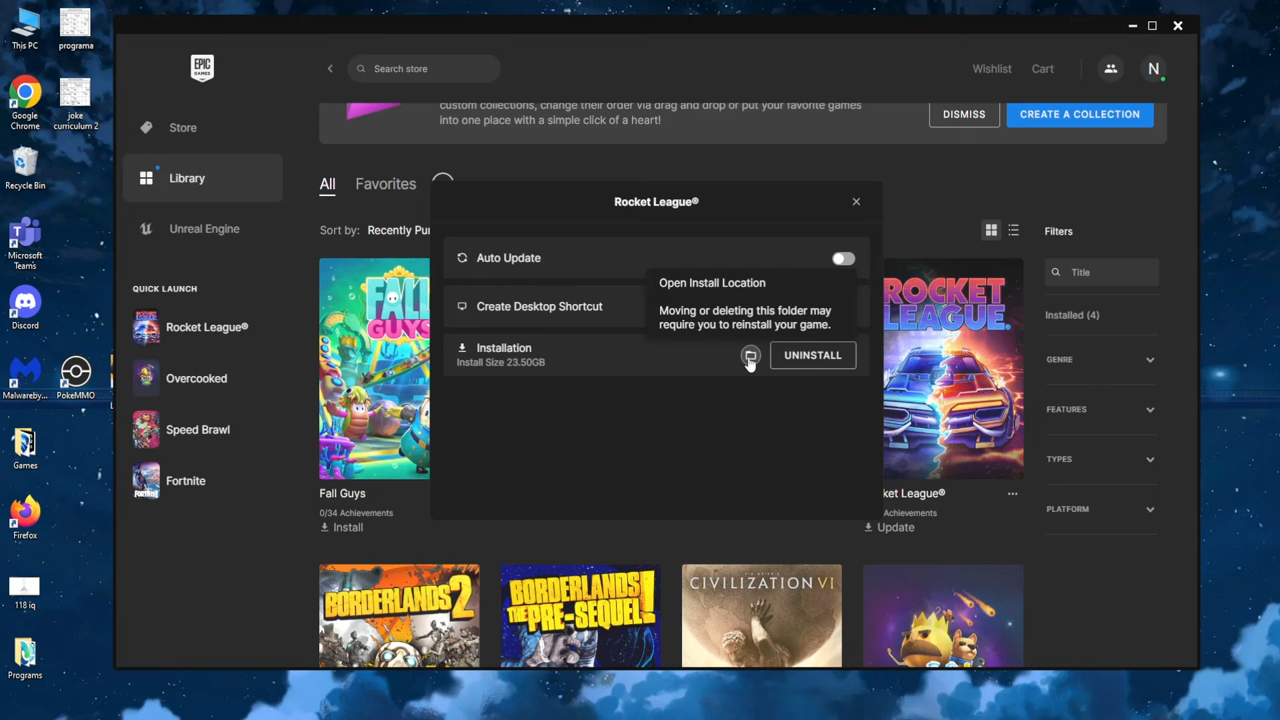 This PC
programa
Google
Chrome
joke
curriculum 2
Recycle Bin
Microsoft
Teams
Discord
Malwareby...
PokeMMO
Games
Firefox
118 iq
Programs
EPIC
GAMES
Search store
Wishlist
Cart
N
Store
Library
Unreal Engine
QUICK LAUNCH
Rocket League®
Overcooked
Speed Brawl
Fortnite
custom collections, change their order via drag and drop or put your favorite games
into one place with a simple click of a heart!
DISMISS
CREATE A COLLECTION
All
Favorites
Sort by:
Recently Pu
Rocket League®
Auto Update
Create Desktop Shortcut
Open Install Location
Moving or deleting this folder may
require you to reinstall your game.
Installation
Install Size 23.50GB
UNINSTALL
FALL
GUYS
Fall Guys
0/34 Achievements
Install
ROCKET
LEAGUE
ket League®
Achievements
Update
Filters
Title
Installed (4)
GENRE
FEATURES
TYPES
PLATFORM
BORDERLANDS
2
BORDERLANDS
THE PRE-SEQUEL!
CIVILIZATION VI